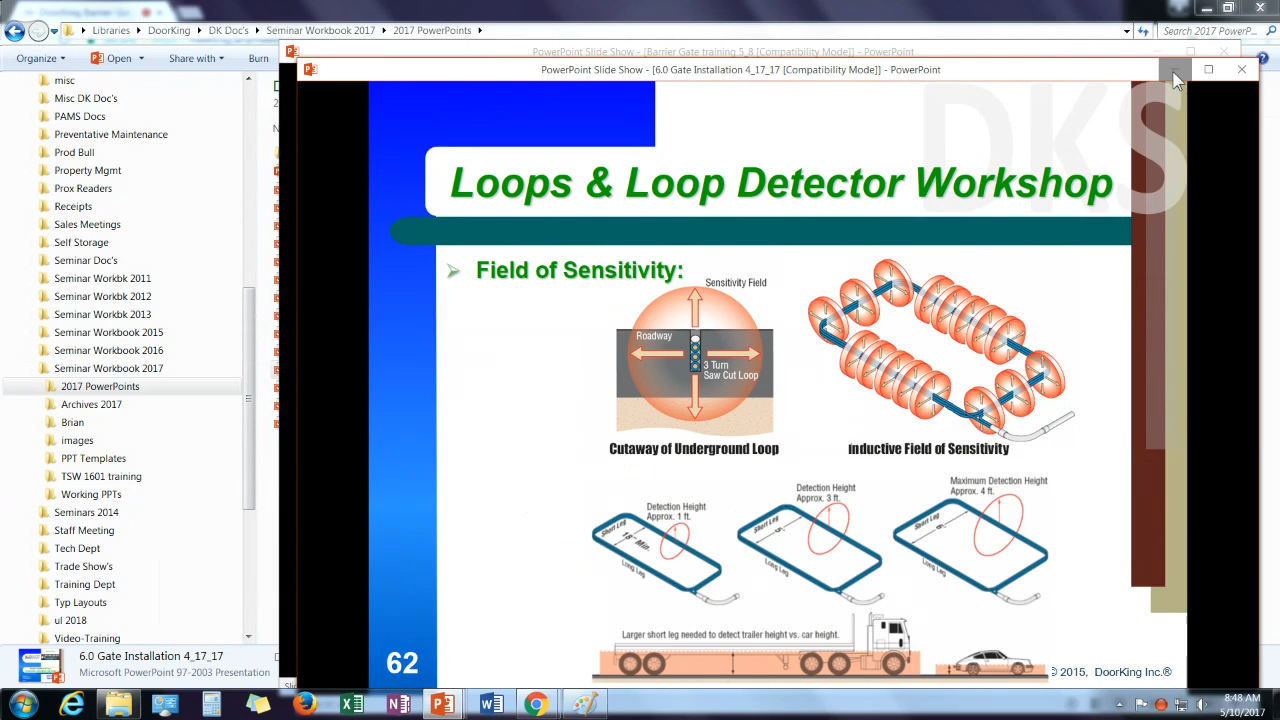 Libraries ▸ DoorKing ▸ DK Doc's ▸ Seminar Workbook 2017 ▸ 2017 PowerPoints ▸
Search 2017 PowerP...
Organize
Open
Share with
Burn
PowerPoint Slide Show - [Barrier Gate training 5_8 [Compatibility Mode]] - PowerPoint
PowerPoint Slide Show - [6.0 Gate Installation 4_17_17 [Compatibility Mode]] - PowerPoint
misc
Misc DK Doc's
PAMS Docs
Preventative Maintenance
Prod Bull
Property Mgmt
Prox Readers
Receipts
Sales Meeting
Self Storage
Seminar Doc's
Seminar Workbk 2011
Seminar Workbk 2012
Seminar Workbk 2013
Seminar Workbook 2015
Seminar Workbook 2016
Seminar Workbook 2017
2017 PowerPoints
Archives 2017
Brian
images
PPT Templates
TSW 1601 training
Working PPTs
Seminars 2014
Staff Meeting
Tech Dept
Trade Show's
Training Dept
Typ Layouts
ul 2018
Video-Training
6.0 Gate Installation 4_17_17
Microsoft PowerPoint 97-2003 Presentation
DKS
Loops & Loop Detector Workshop
Field of Sensitivity:
Sensitivity Field
Roadway
3 Turn
Saw Cut Loop
Cutaway of Underground Loop
Inductive Field of Sensitivity
Detection Height
Approx. 1 ft.
Short Leg
18" Min.
Long Leg
Detection Height
Approx. 3 ft.
Short Leg
5'
Long Leg
Maximum Detection Height
Approx. 4 ft.
Short Leg
6'
Long Leg
Larger short leg needed to detect trailer height vs. car height.
62
© 2015, DoorKing Inc.®
8:48 AM
5/10/2017